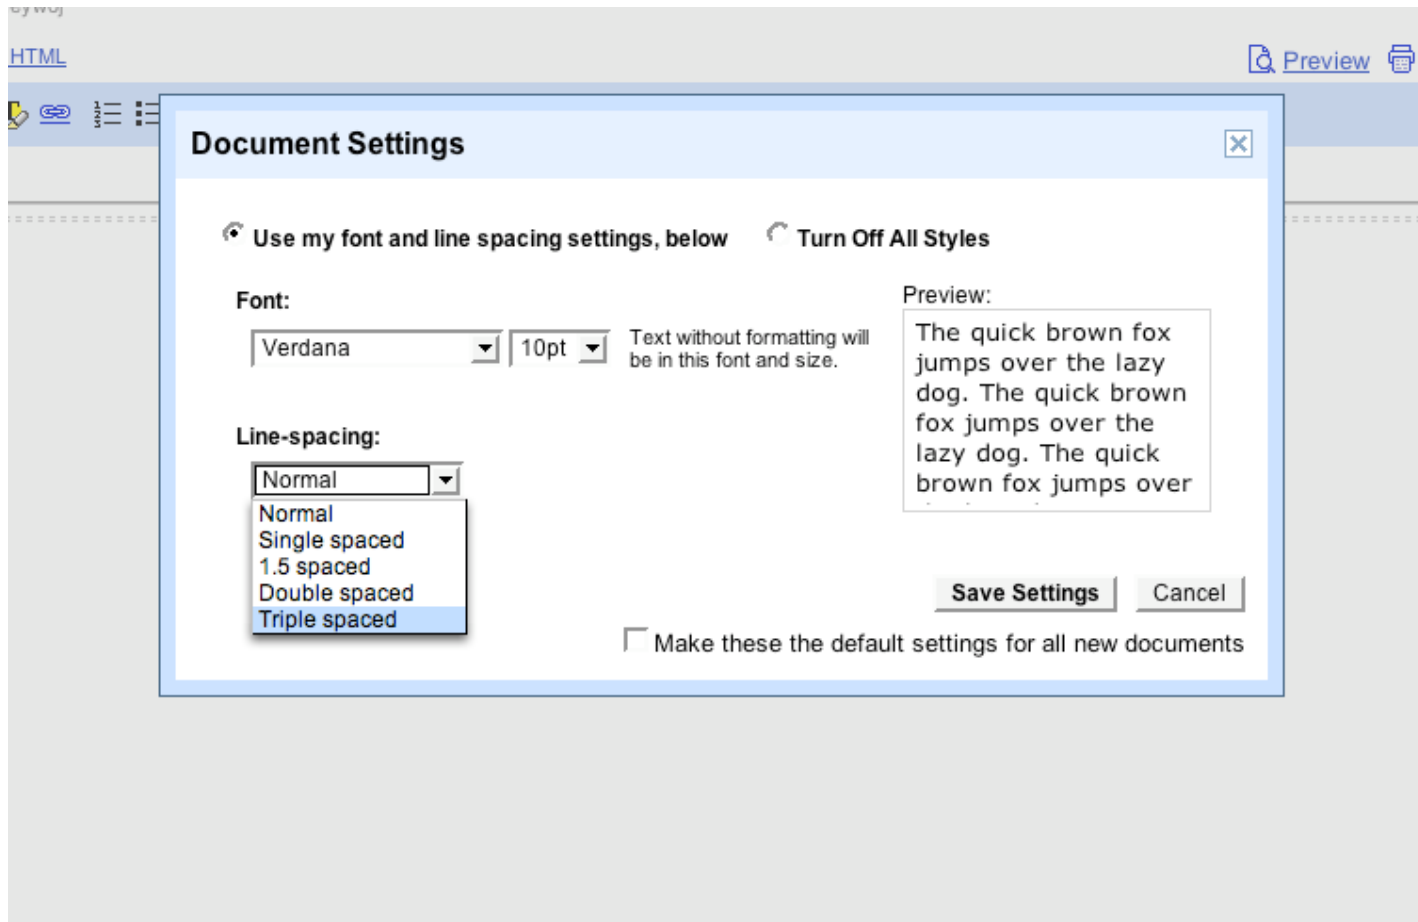 HTML
Preview
Document Settings
Use my font and line spacing settings, below
Turn Off All Styles
Font:
Verdana
10pt
Text without formatting will
be in this font and size.
Preview:
The quick brown fox
jumps over the lazy
dog. The quick brown
fox jumps over the
lazy dog. The quick
brown fox jumps over
Line-spacing:
Normal
Normal
Single spaced
1.5 spaced
Double spaced
Triple spaced
Save Settings
Cancel
Make these the default settings for all new documents